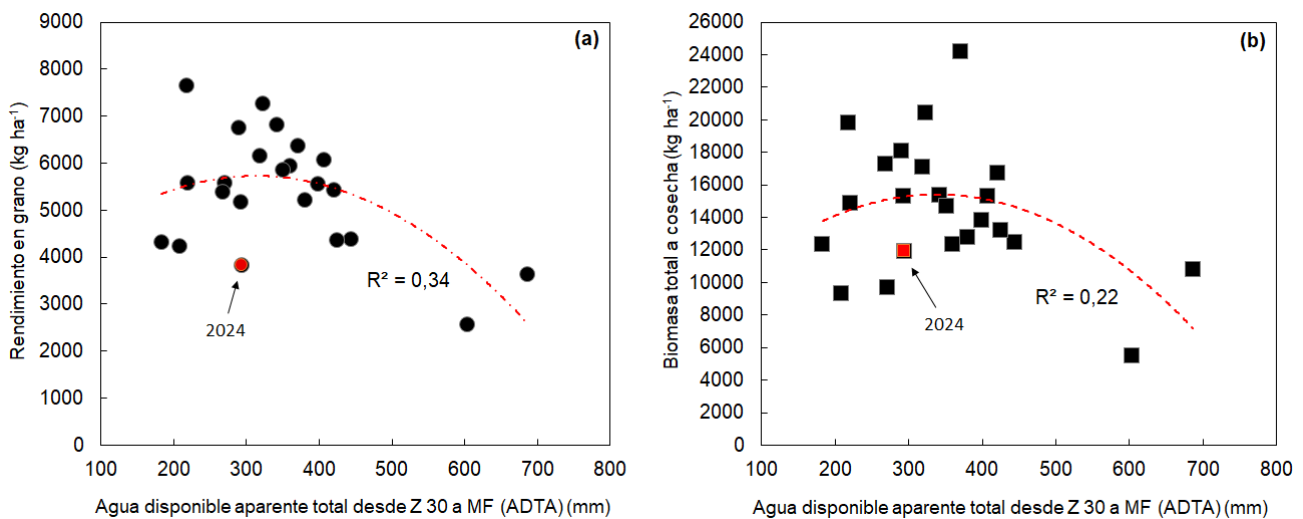 (a)
Rendimiento en grano (kg ha-1)
9000
8000
7000
6000
5000
4000
3000
2000
1000
0
R² = 0,34
2024
100 200 300 400 500 600 700 800
Agua disponible aparente total desde Z 30 a MF (ADTA) (mm)
(b)
Biomasa total a cosecha (kg ha-1)
26000
24000
22000
20000
18000
16000
14000
12000
10000
8000
6000
4000
2000
0
R² = 0,22
2024
100 200 300 400 500 600 700 800
Agua disponible aparente total desde Z 30 a MF (ADTA) (mm)